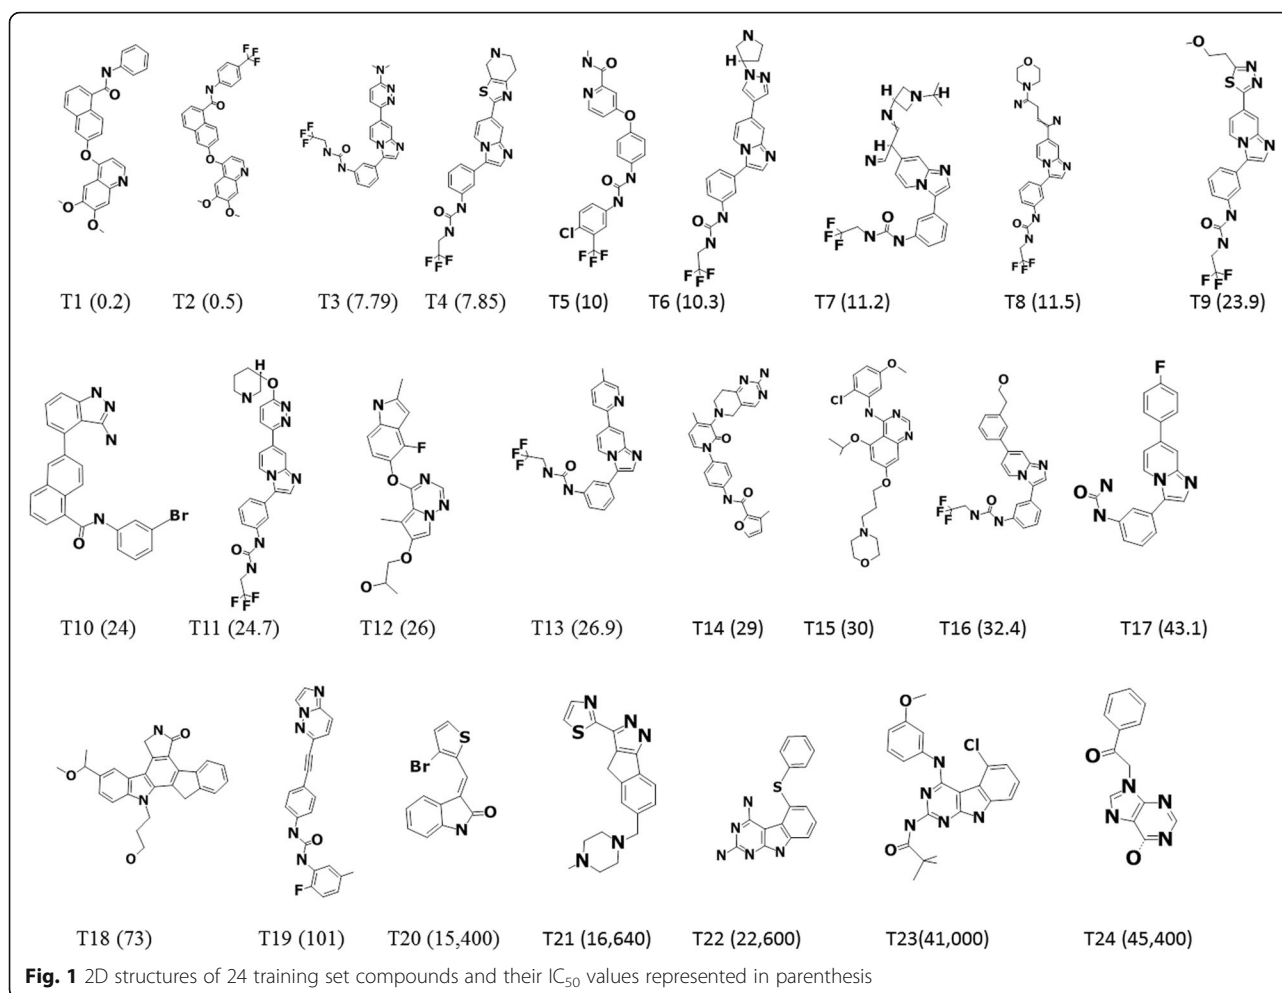 T1 (0.2) T2 (0.5) T3 (7.79) T4 (7.85) T5 (10) T6 (10.3) T7 (11.2) T8 (11.5) T9 (23.9)
T10 (24) T11 (24.7) T12 (26) T13 (26.9) T14 (29) T15 (30) T16 (32.4) T17 (43.1)
T18 (73) T19 (101) T20 (15,400) T21 (16,640) T22 (22,600) T23(41,000) T24 (45,400)
Fig. 1 2D structures of 24 training set compounds and their IC50 values represented in parenthesis